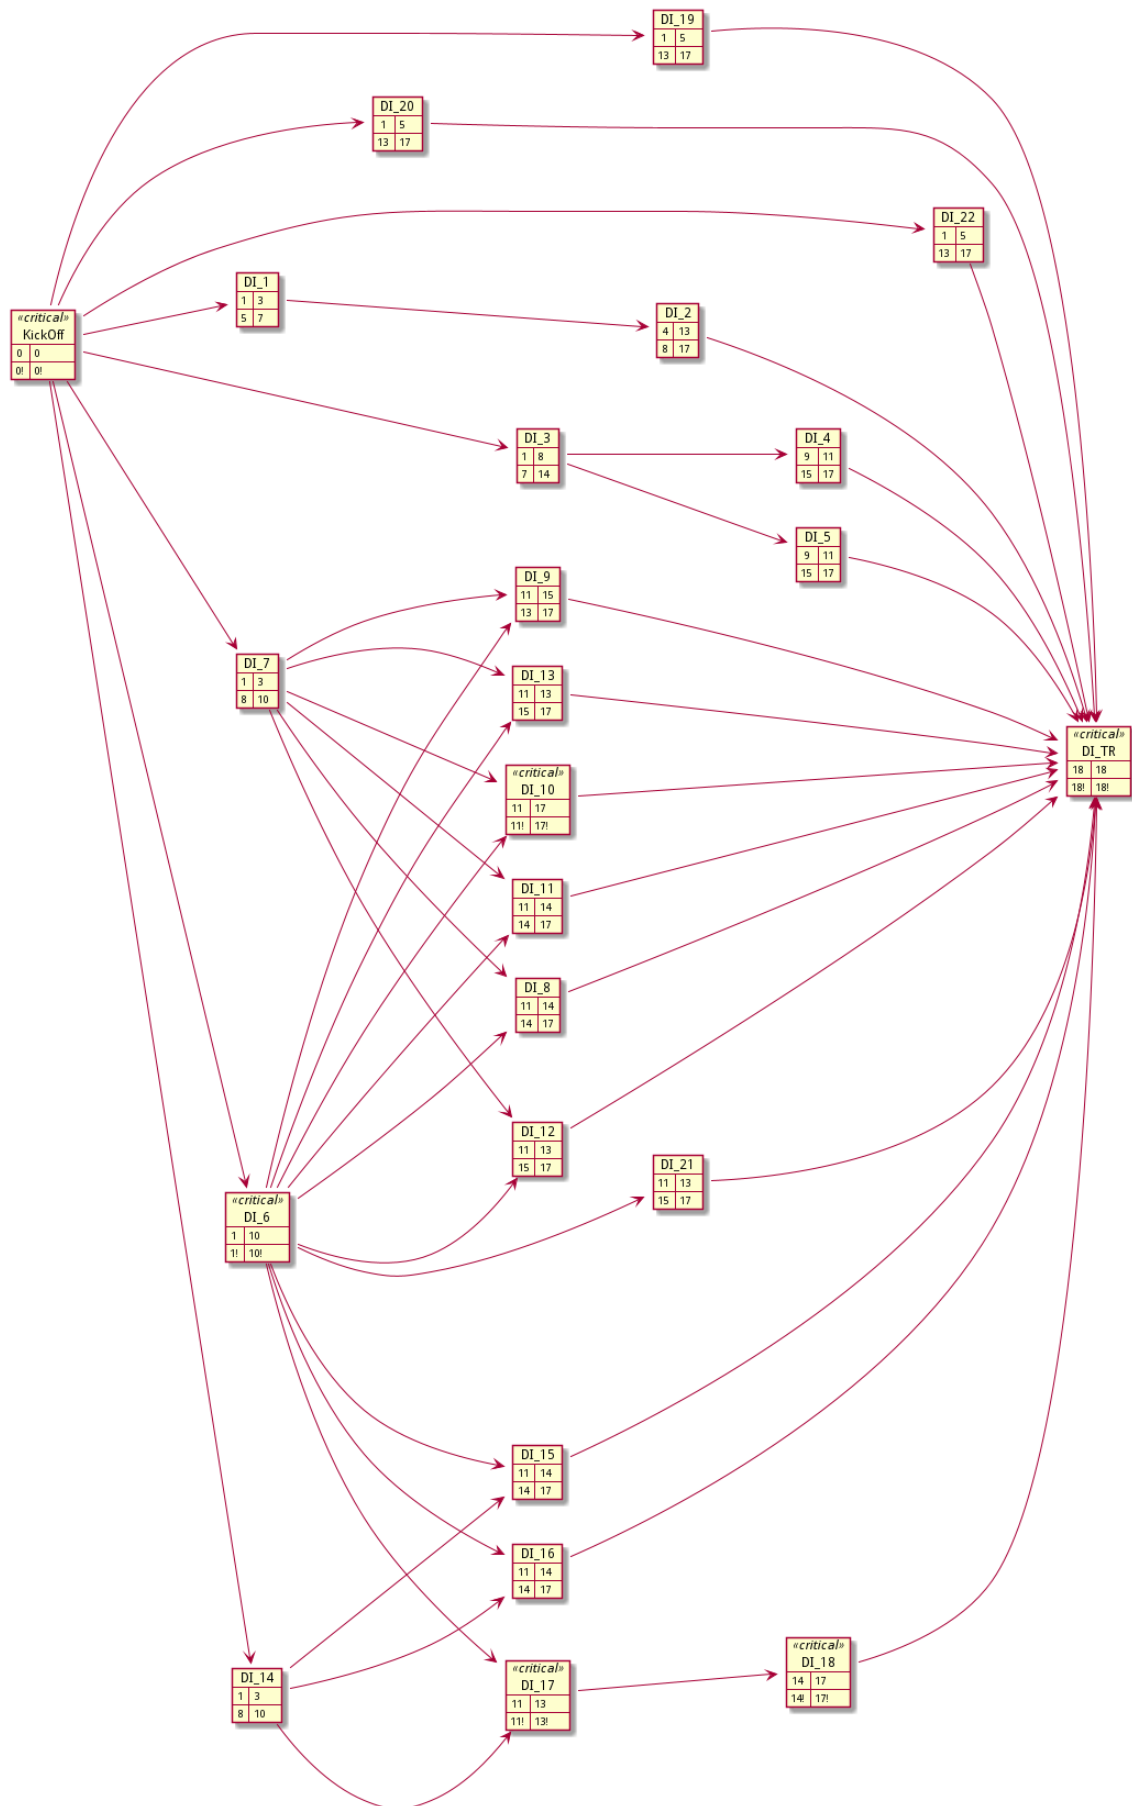 DI_19
1 5
13 17
DI_20
1 5
13 17
DI_22
1 5
13 17
DI_1
1 3
5 7
DI_2
4 13
8 17
«critical»
KickOff
0 0
0! 0!
DI_3
1 8
7 14
DI_4
9 11
15 17
DI_5
9 11
15 17
DI_9
11 15
13 17
DI_7
1 3
8 10
DI_13
11 13
15 17
«critical»
DI_TR
18 18
18! 18!
«critical»
DI_10
11 17
11! 17!
DI_11
11 14
14 17
DI_8
11 14
14 17
DI_12
11 13
15 17
DI_21
11 13
15 17
«critical»
DI_6
1 10
1! 10!
DI_15
11 14
14 17
DI_16
11 14
14 17
«critical»
DI_18
14 17
14! 17!
DI_14
1 3
8 10
«critical»
DI_17
11 13
11! 13!